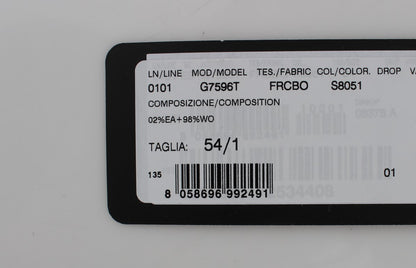 LN/LINE MOD/MODEL TES./FABRIC COL/COLOR. DROP
0101 G7596T FRCBO S8051
COMPOSIZIONE/COMPOSITION
02%EA+98%WO
TAGLIA: 54/1
135 01
8 058696 992491